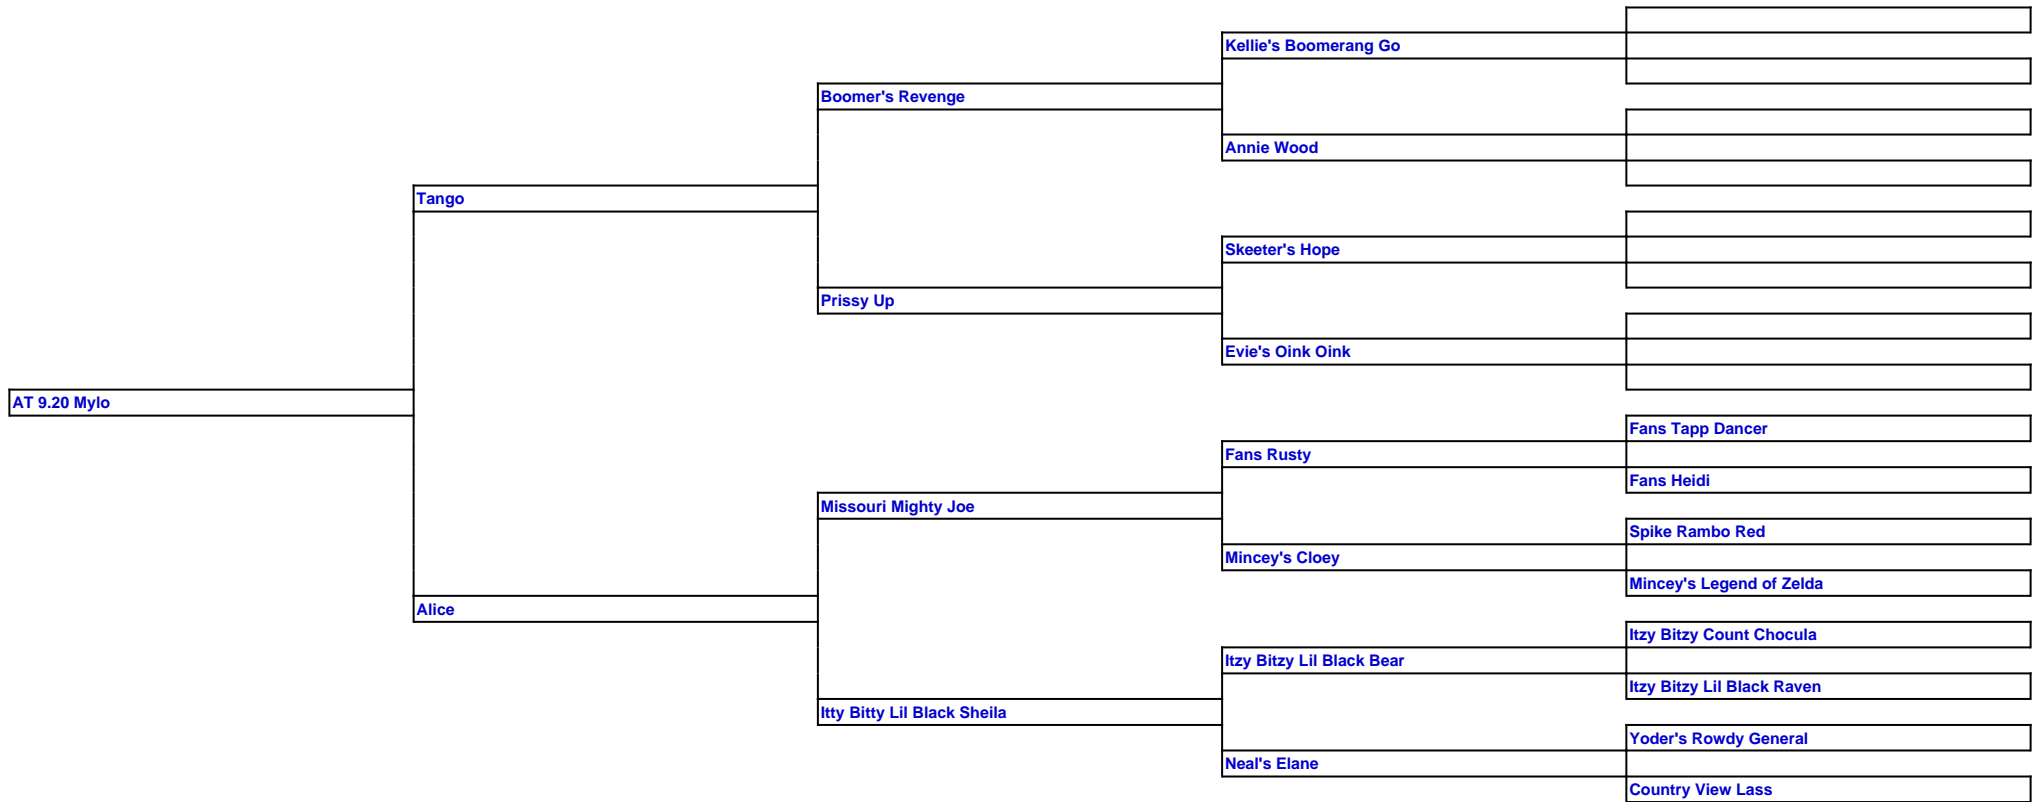 Kellie's Boomerang Go
Boomer's Revenge
Annie Wood
Tango
Skeeter's Hope
Prissy Up
Evie's Oink Oink
AT 9.20 Mylo
Fans Tapp Dancer
Fans Rusty
Fans Heidi
Missouri Mighty Joe
Spike Rambo Red
Mincey's Cloey
Mincey's Legend of Zelda
Alice
Itzy Bitzy Count Chocula
Itzy Bitzy Lil Black Bear
Itzy Bitzy Lil Black Raven
Itty Bitty Lil Black Sheila
Yoder's Rowdy General
Neal's Elane
Country View Lass